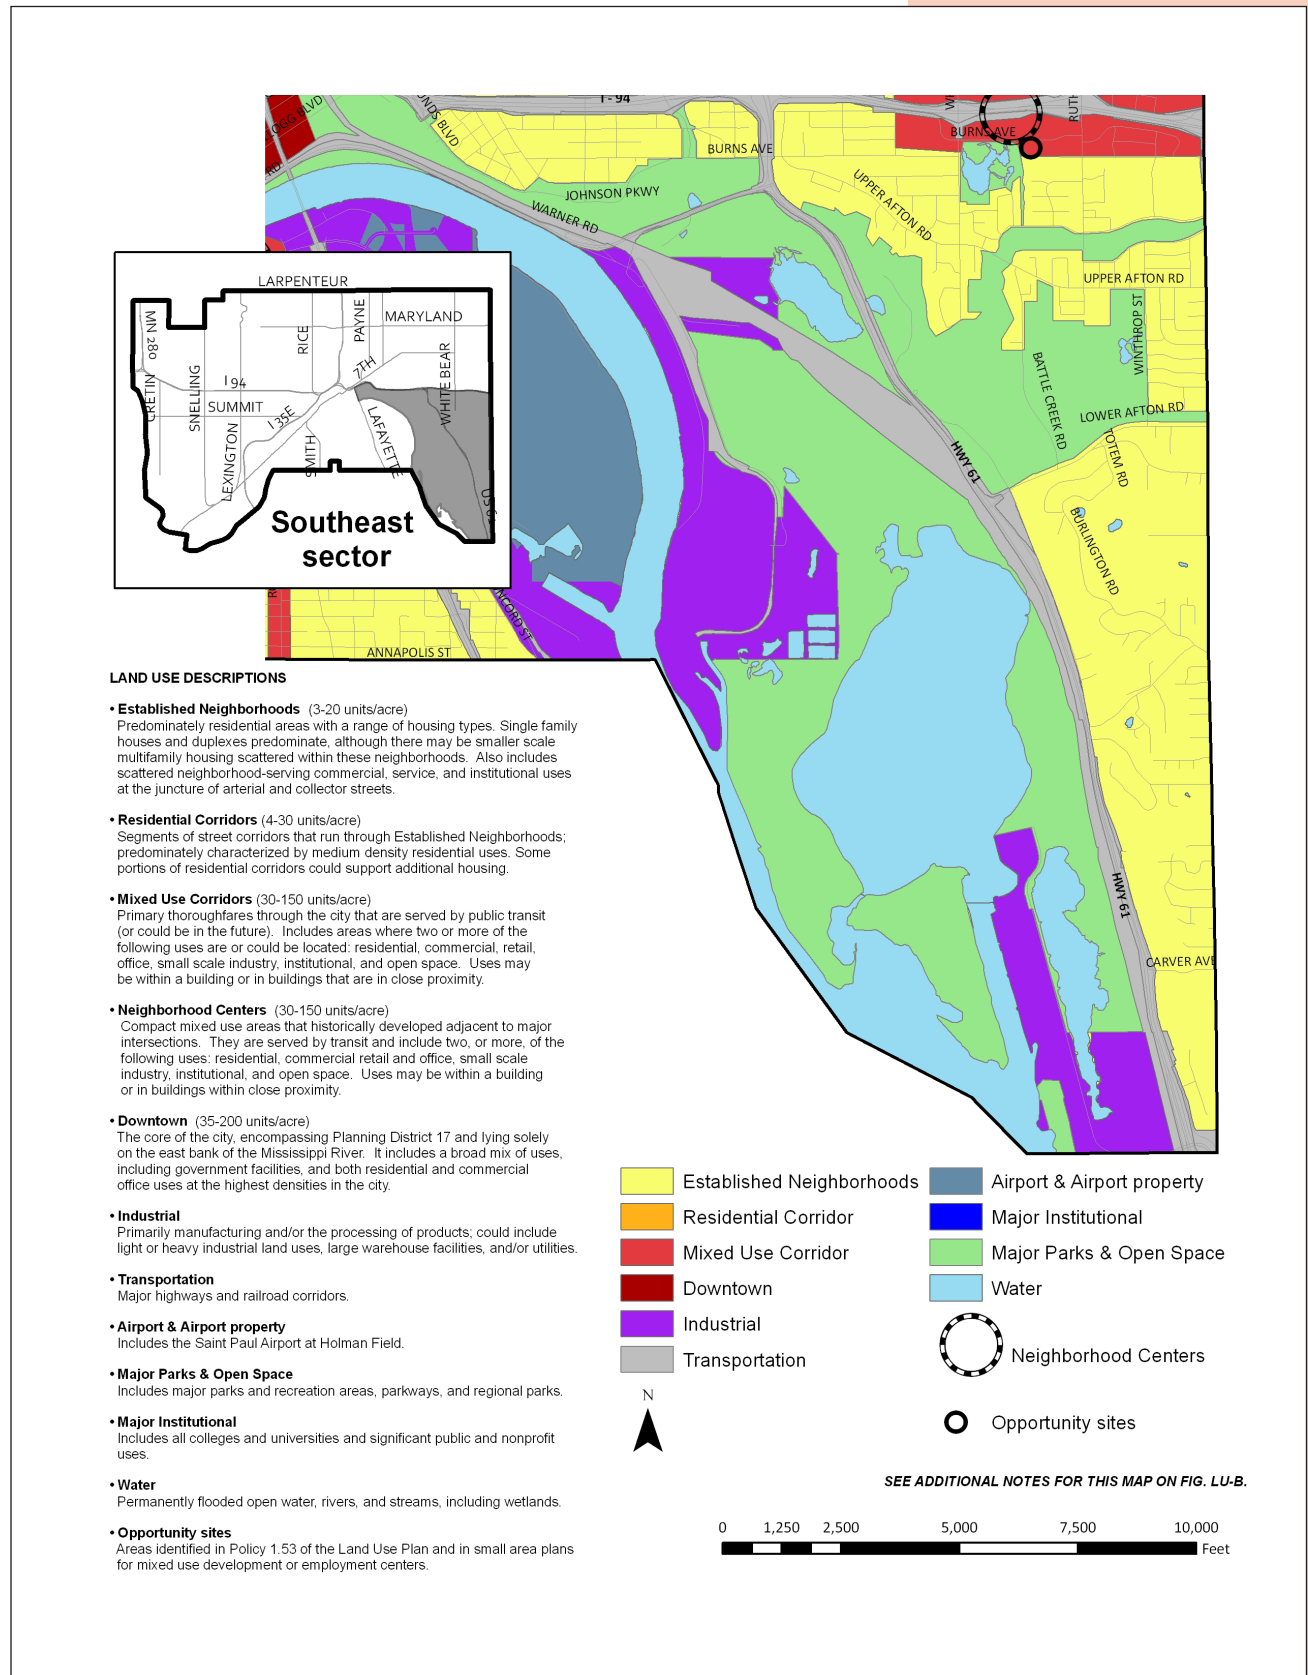 I - 94
BURNS AVE
BURNS AVE
JOHNSON PKWY
WARNER RD
UPPER AFTON RD
UPPER AFTON RD
WINTHROP ST
BATTLE CREEK RD
LOWER AFTON RD
TOTEM RD
HWY 61
BURLINGTON RD
HWY 61
CARVER AVE
ANNAPOLIS ST
LARPENTEUR
MN 280
RICE
PAYNE
MARYLAND
CRETIN
SNELLING
I 94
7TH
WHITE BEAR
SUMMIT
I 35E
LEXINGTON
SMITH
LAFAYETTE
US 61
Southeast
sector
LAND USE DESCRIPTIONS
• Established Neighborhoods (3-20 units/acre)
Predominately residential areas with a range of housing types. Single family
houses and duplexes predominate, although there may be smaller scale
multifamily housing scattered within these neighborhoods. Also includes
scattered neighborhood-serving commercial, service, and institutional uses
at the juncture of arterial and collector streets.
• Residential Corridors (4-30 units/acre)
Segments of street corridors that run through Established Neighborhoods;
predominately characterized by medium density residential uses. Some
portions of residential corridors could support additional housing.
• Mixed Use Corridors (30-150 units/acre)
Primary thoroughfares through the city that are served by public transit
(or could be in the future). Includes areas where two or more of the
following uses are or could be located: residential, commercial, retail,
office, small scale industry, institutional, and open space. Uses may
be within a building or in buildings that are in close proximity.
• Neighborhood Centers (30-150 units/acre)
Compact mixed use areas that historically developed adjacent to major
intersections. They are served by transit and include two, or more, of the
following uses: residential, commercial retail and office, small scale
industry, institutional, and open space. Uses may be within a building
or in buildings within close proximity.
• Downtown (35-200 units/acre)
The core of the city, encompassing Planning District 17 and lying solely
on the east bank of the Mississippi River. It includes a broad mix of uses,
including government facilities, and both residential and commercial
office uses at the highest densities in the city.
• Industrial
Primarily manufacturing and/or the processing of products; could include
light or heavy industrial land uses, large warehouse facilities, and/or utilities.
• Transportation
Major highways and railroad corridors.
• Airport & Airport property
Includes the Saint Paul Airport at Holman Field.
• Major Parks & Open Space
Includes major parks and recreation areas, parkways, and regional parks.
• Major Institutional
Includes all colleges and universities and significant public and nonprofit
uses.
• Water
Permanently flooded open water, rivers, and streams, including wetlands.
• Opportunity sites
Areas identified in Policy 1.53 of the Land Use Plan and in small area plans
for mixed use development or employment centers.
Established Neighborhoods
Residential Corridor
Mixed Use Corridor
Downtown
Industrial
Transportation
Airport & Airport property
Major Institutional
Major Parks & Open Space
Water
Neighborhood Centers
Opportunity sites
N
SEE ADDITIONAL NOTES FOR THIS MAP ON FIG. LU-B.
0 1,250 2,500 5,000 7,500 10,000
Feet